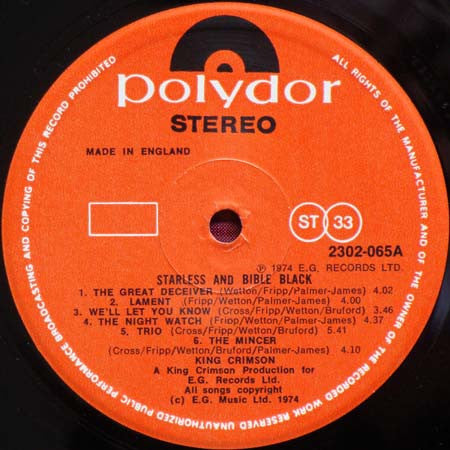 polydor
STEREO
MADE IN ENGLAND
ST 33
2302-065A
℗ 1974 E.G. RECORDS LTD.
STARLESS AND BIBLE BLACK
1. THE GREAT DECEIVER (Wetton/Fripp/Palmer-James) 4.02
2. LAMENT (Fripp/Wetton/Palmer-James) 4.00
3. WE'LL LET YOU KNOW (Cross/Fripp/Wetton/Bruford) 3.46
4. THE NIGHT WATCH (Cross/Fripp/Palmer-James) 4.37
5. TRIO (Cross/Fripp/Wetton/Bruford) 5.41
6. THE MINCER
(Cross/Fripp/Wetton/Bruford/Palmer-James) 4.10
KING CRIMSON
A King Crimson Production for
E.G. Records Ltd.
All songs copyright
(c) E.G. Music Ltd. 1974
ALL RIGHTS OF THE MANUFACTURER AND OF THE OWNER OF THE RECORDED WORK RESERVED UNAUTHORIZED PUBLIC PERFORMANCE BROADCASTING AND COPYING OF THIS RECORD PROHIBITED